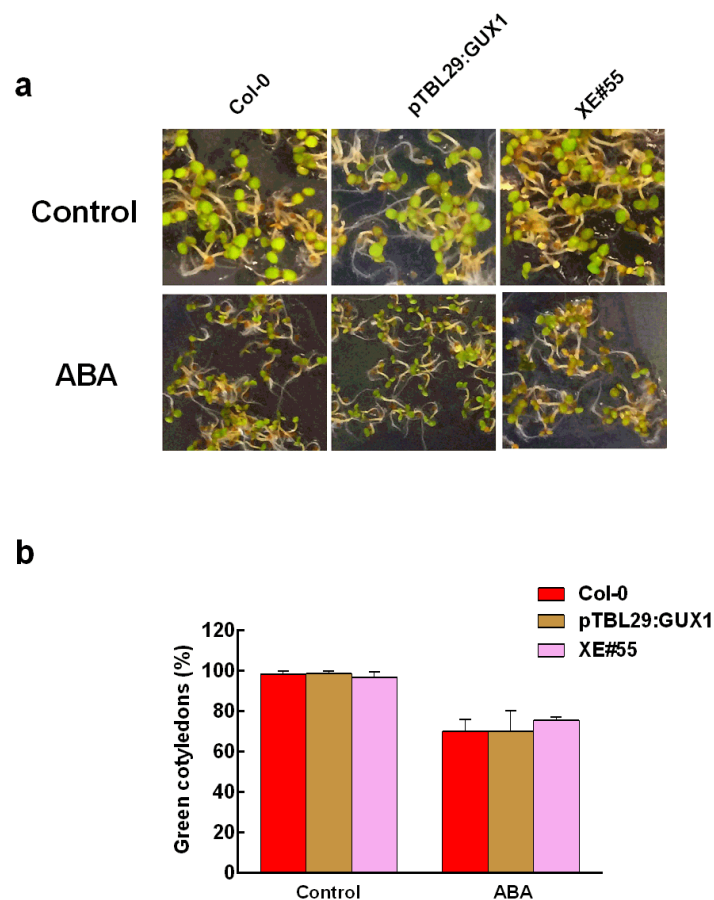 a
Col-0
pTBL29:GUX1
XE#55
Control
ABA
b
Col-0
pTBL29:GUX1
XE#55
Green cotyledons (%)
120
100
80
60
40
20
0
Control
ABA